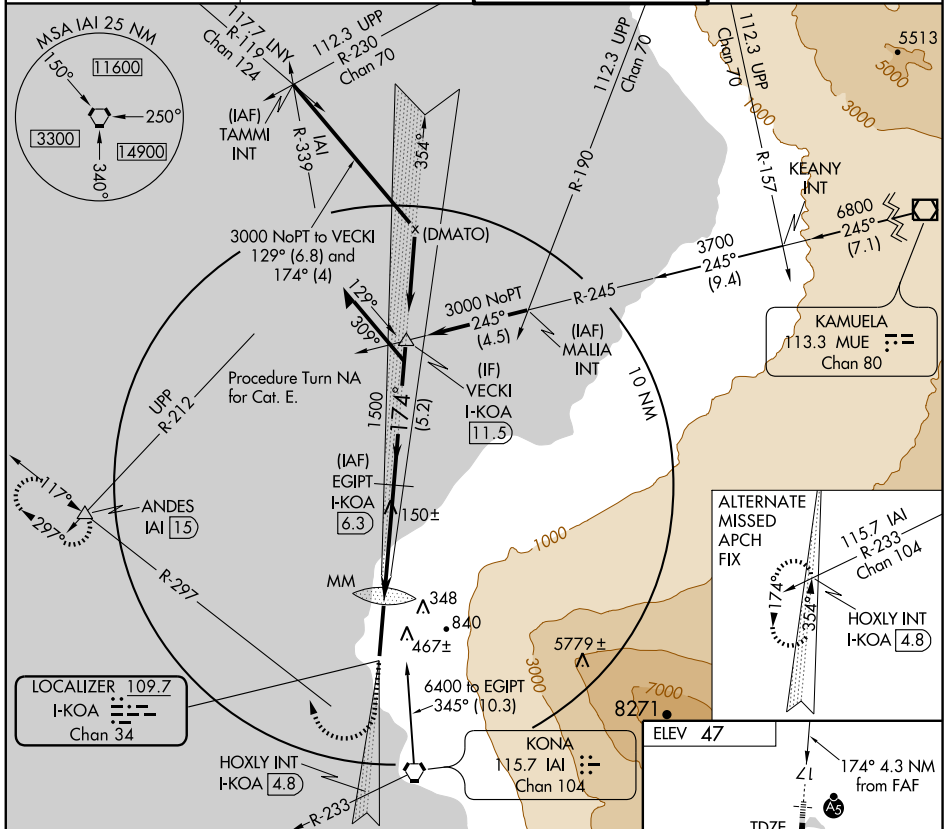 MSA IAI 25 NM
150°
11600
250°
3300
14900
340°
117.7 LNY
R-119
Chan 124
112.3 UPP
R-230
Chan 70
(IAF)
TAMMI
INT
IAI
R-339
354°
112.3 UPP
Chan 70
R-190
112.3 UPP
Chan 70
R-157
1000
3000
5513
5000
3000
KEANY
INT
6800
245°
(7.1)
3700
245°
(9.4)
R-245
KAMUELA
113.3 MUE
Chan 80
3000 NoPT to VECKI
129° (6.8) and
174° (4)
(DMATO)
129°
309°
3000 NoPT
245°
(4.5)
(IAF)
MALIA
INT
10 NM
(IF)
VECKI
I-KOA
11.5
Procedure Turn NA
for Cat. E.
1500
174°
(5.2)
UPP
R-212
(IAF)
EGIPT
I-KOA
6.3
150±
117°
297°
ANDES
IAI 15
R-297
MM
348
840
467±
1000
3000
5779±
7000
8271
6400 to EGIPT
345° (10.3)
LOCALIZER 109.7
I-KOA
Chan 34
HOXLY INT
I-KOA 4.8
R-233
KONA
115.7 IAI
Chan 104
ALTERNATE
MISSED
APCH
FIX
115.7 IAI
R-233
Chan 104
174°
354°
HOXLY INT
I-KOA 4.8
ELEV 47
17
174° 4.3 NM
from FAF
A5
TDZE